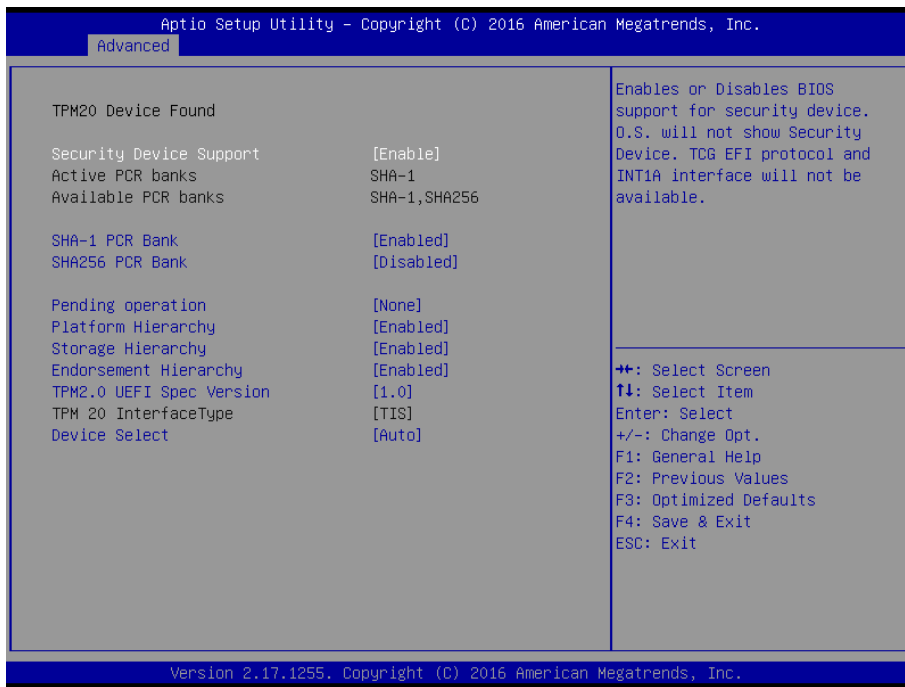 Aptio Setup Utility – Copyright (C) 2016 American Megatrends, Inc.
Advanced
TPM20 Device Found
Security Device Support [Enable]
Active PCR banks SHA-1
Available PCR banks SHA-1,SHA256
SHA-1 PCR Bank [Enabled]
SHA256 PCR Bank [Disabled]
Pending operation [None]
Platform Hierarchy [Enabled]
Storage Hierarchy [Enabled]
Endorsement Hierarchy [Enabled]
TPM2.0 UEFI Spec Version [1.0]
TPM 20 InterfaceType [TIS]
Device Select [Auto]
Enables or Disables BIOS
support for security device.
O.S. will not show Security
Device. TCG EFI protocol and
INT1A interface will not be
available.
→←: Select Screen
↑↓: Select Item
Enter: Select
+/-: Change Opt.
F1: General Help
F2: Previous Values
F3: Optimized Defaults
F4: Save & Exit
ESC: Exit
Version 2.17.1255. Copyright (C) 2016 American Megatrends, Inc.